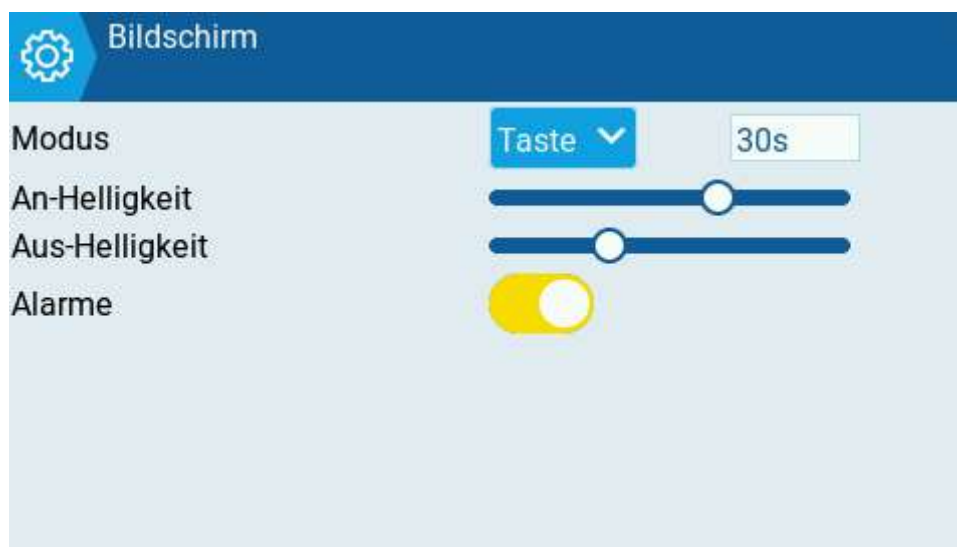 Bildschirm
Modus Taste 30s
An-Helligkeit
Aus-Helligkeit
Alarme